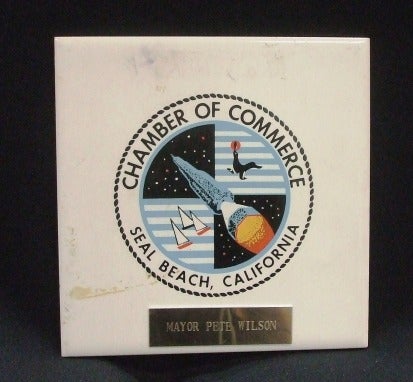 CHAMBER OF COMMERCE
SEAL BEACH, CALIFORNIA
MAYOR PETE WILSON